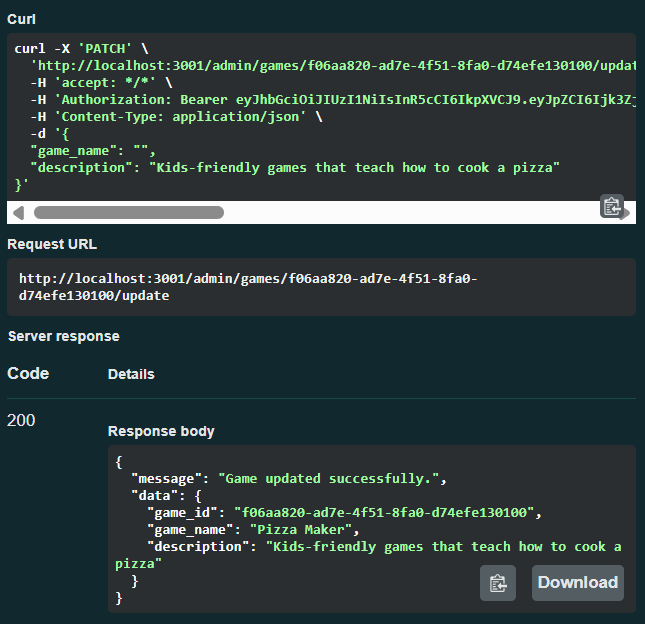 Curl
curl -X 'PATCH' \
'http://localhost:3001/admin/games/f06aa820-ad7e-4f51-8fa0-d74efe130100/updat
-H 'accept: */*' \
-H 'Authorization: Bearer eyJhbGciOiJIUzI1NiIsInR5cCI6IkpXVCJ9.eyJpZCI6Ijk3Zj
-H 'Content-Type: application/json' \
-d '{
"game_name": "",
"description": "Kids-friendly games that teach how to cook a pizza"
}'
Request URL
http://localhost:3001/admin/games/f06aa820-ad7e-4f51-8fa0-
d74efe130100/update
Server response
Code Details
200
Response body
{
"message": "Game updated successfully.",
"data": {
"game_id": "f06aa820-ad7e-4f51-8fa0-d74efe130100",
"game_name": "Pizza Maker",
"description": "Kids-friendly games that teach how to cook a
pizza"
}
}
Download